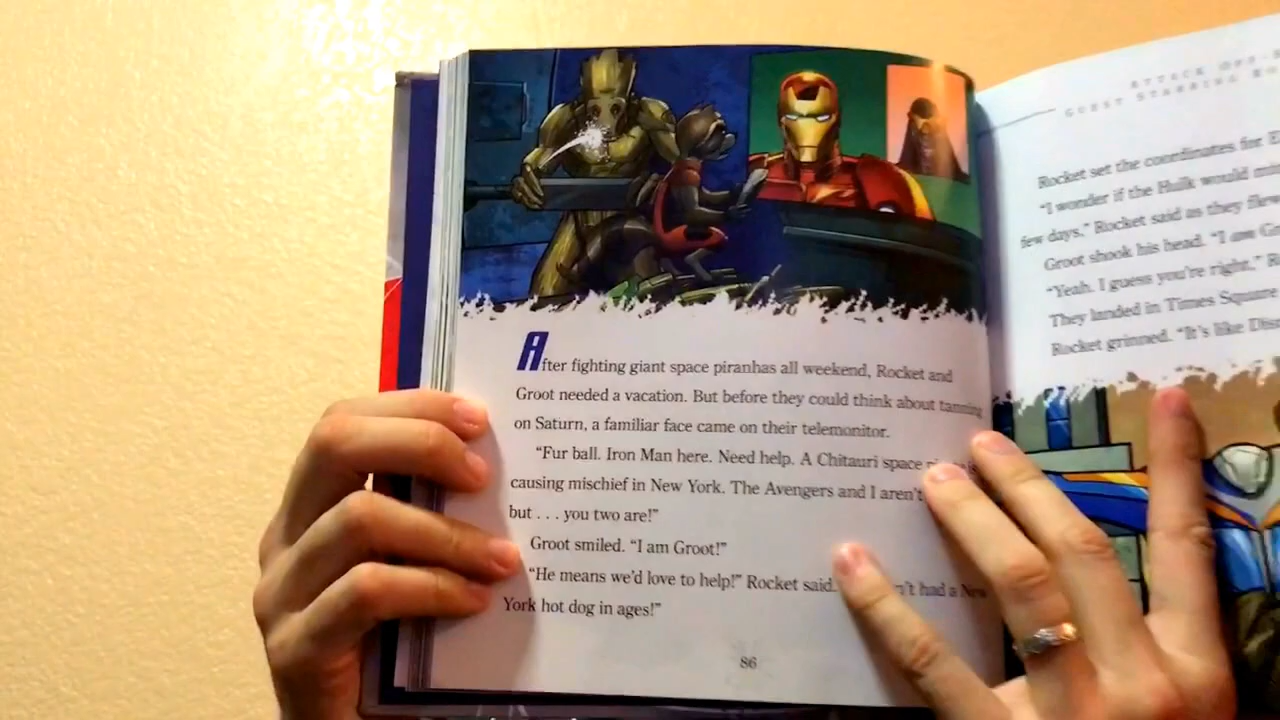 After fighting giant space piranhas all weekend, Rocket and
Groot needed a vacation. But before they could think about tanning
on Saturn, a familiar face came on their telemonitor.
"Fur ball. Iron Man here. Need help. A Chitauri space
causing mischief in New York. The Avengers and I aren't
but . . . you two are!"
Groot smiled. "I am Groot!"
"He means we'd love to help!" Rocket said. had a New
York hot dog in ages!"
86
Rocket set the coordinates for
"I wonder if the Hulk would
few days," Rocket said as they flew
Groot shook his head. "I am
"Yeah. I guess you're right,"
They landed in Times Square
Rocket grinned. "It's like